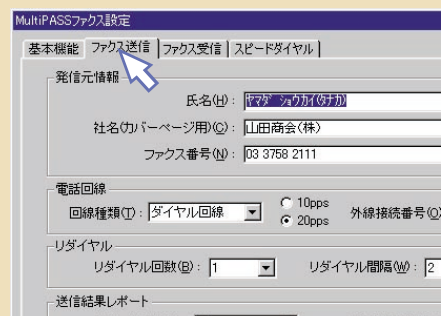 MultiPASSファクス設定
基本機能 ファクス送信 ファクス受信 スピードダイヤル
発信元情報
氏名(H): ﾔﾏﾀﾞ ｼｮｳｶｲ(ﾀﾅｶ)
社名(カバーページ用)(C): 山田商会(株)
ファクス番号(N): 03 3758 2111
電話回線
回線種類(T): ダイヤル回線 10pps
20pps 外線接続番号(O)
リダイヤル
リダイヤル回数(B): 1 リダイヤル間隔(W): 2
送信結果レポート